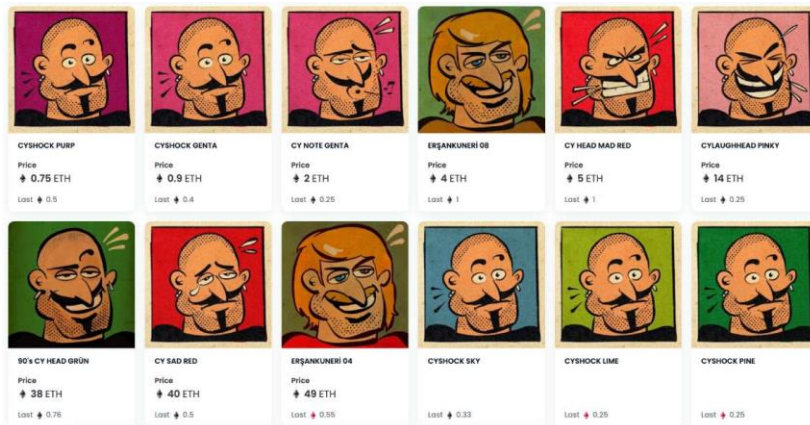 CYSHOCK PURP
Price
0.75 ETH
Last 0.5
CYSHOCK GENTA
Price
0.9 ETH
Last 0.4
CY NOTE GENTA
Price
2 ETH
Last 0.25
ERŞANKUNERİ 08
Price
4 ETH
Last 1
CY HEAD MAD RED
Price
5 ETH
Last 1
CYLAUGHHEAD PINKY
Price
14 ETH
Last 0.25
90's CY HEAD GRÜN
Price
38 ETH
Last 0.76
CY SAD RED
Price
40 ETH
Last 0.5
ERŞANKUNERİ 04
Price
49 ETH
Last 0.55
CYSHOCK SKY
Last 0.33
CYSHOCK LIME
Last 0.25
CYSHOCK PINE
Last 0.25